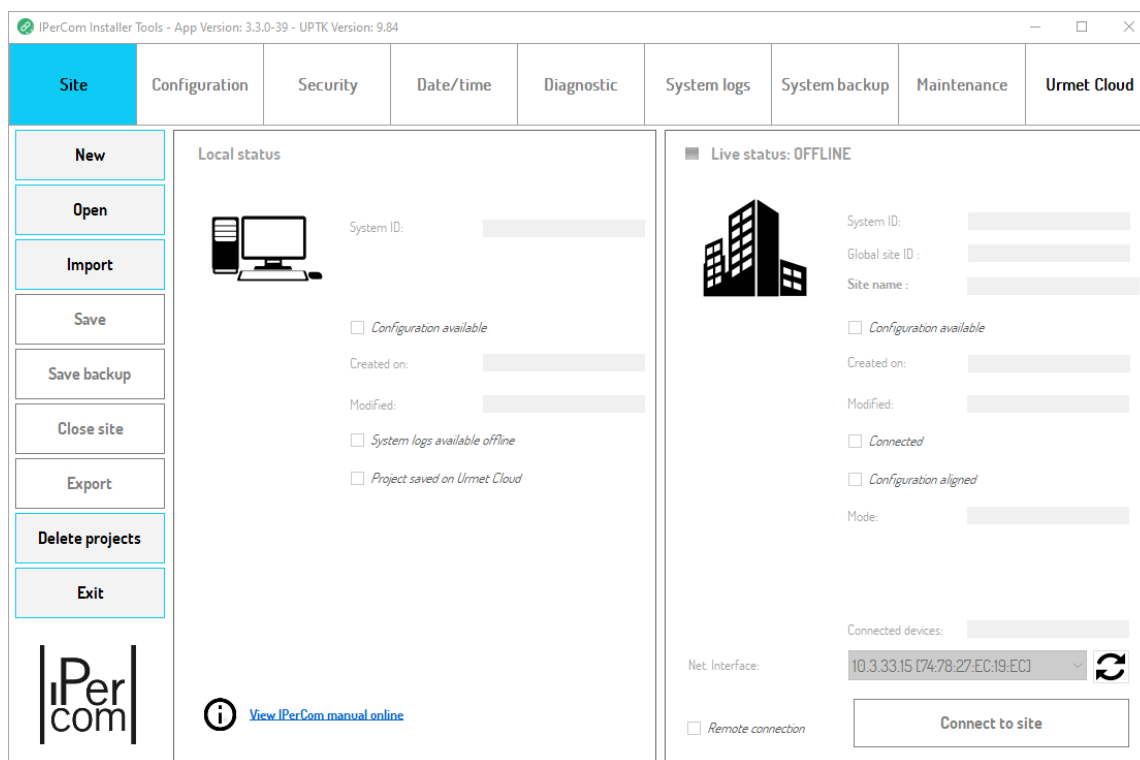 IPerCom Installer Tools - App Version: 3.3.0-39 - UPTK Version: 9.84
Site
Configuration
Security
Date/time
Diagnostic
System logs
System backup
Maintenance
Urmet Cloud
New
Open
Import
Save
Save backup
Close site
Export
Delete projects
Exit
iPer
com
Local status
System ID:
Configuration available
Created on:
Modified:
System logs available offline
Project saved on Urmet Cloud
View IPerCom manual online
Live status: OFFLINE
System ID:
Global site ID :
Site name :
Configuration available
Created on:
Modified:
Connected
Configuration aligned
Mode:
Connected devices:
Net. Interface:
10.3.33.15 [74:78:27:EC:19:EC]
Remote connection
Connect to site